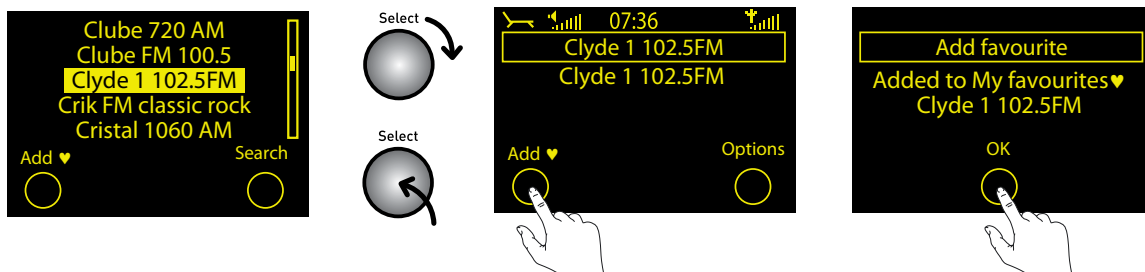 Clube 720 AM
Clube FM 100.5
Clyde 1 102.5FM
Crik FM classic rock
Cristal 1060 AM
Add ♥
Search
Select
Select
07:36
Clyde 1 102.5FM
Clyde 1 102.5FM
Add ♥
Options
Add favourite
Added to My favourites♥
Clyde 1 102.5FM
OK